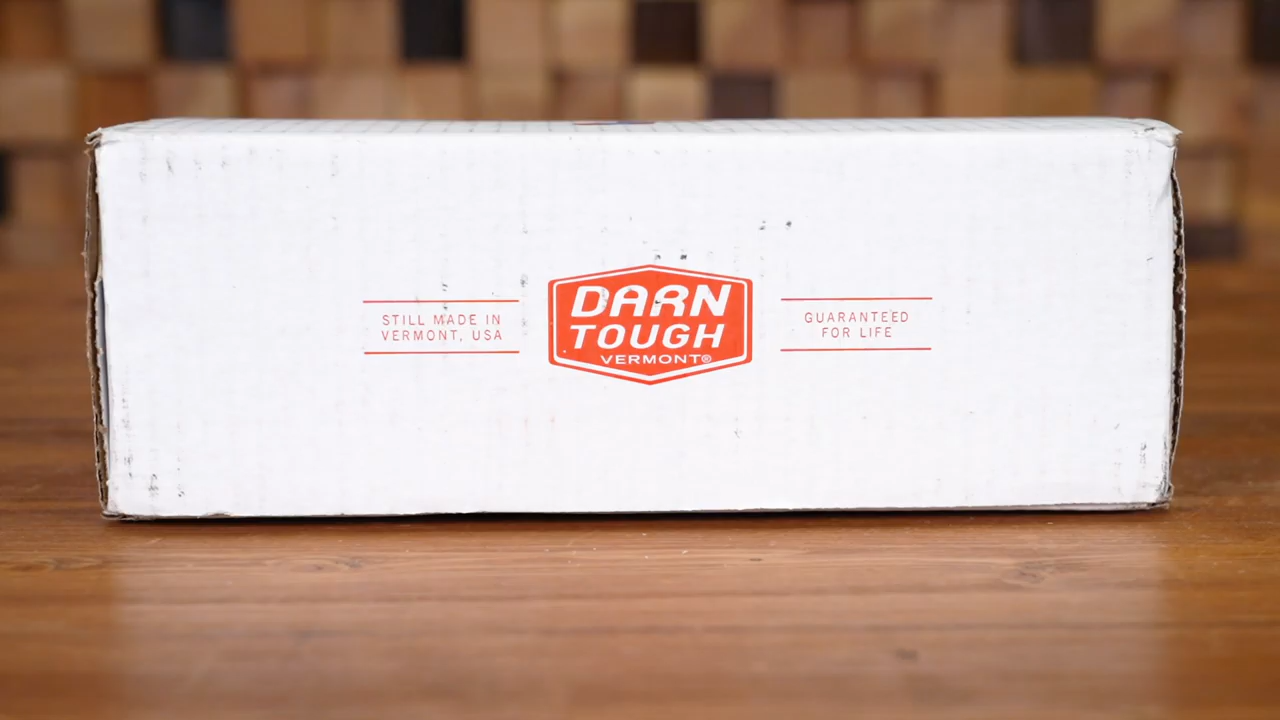 STILL MADE IN
VERMONT, USA
DARN
TOUGH
VERMONT®
GUARANTEED
FOR LIFE